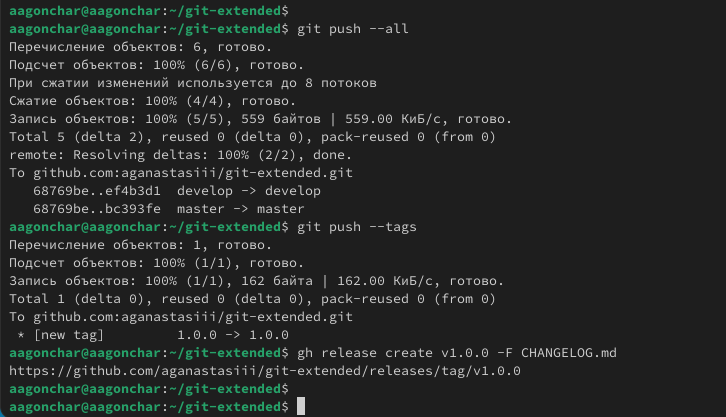 aagonchar@aagonchar:~/git-extended$
aagonchar@aagonchar:~/git-extended$ git push --all
Перечисление объектов: 6, готово.
Подсчет объектов: 100% (6/6), готово.
При сжатии изменений используется до 8 потоков
Сжатие объектов: 100% (4/4), готово.
Запись объектов: 100% (5/5), 559 байтов | 559.00 КиБ/с, готово.
Total 5 (delta 2), reused 0 (delta 0), pack-reused 0 (from 0)
remote: Resolving deltas: 100% (2/2), done.
To github.com:aganastasiii/git-extended.git
   68769be..ef4b3d1  develop -> develop
   68769be..bc393fe  master -> master
aagonchar@aagonchar:~/git-extended$ git push --tags
Перечисление объектов: 1, готово.
Подсчет объектов: 100% (1/1), готово.
Запись объектов: 100% (1/1), 162 байта | 162.00 КиБ/с, готово.
Total 1 (delta 0), reused 0 (delta 0), pack-reused 0 (from 0)
To github.com:aganastasiii/git-extended.git
 * [new tag]         1.0.0 -> 1.0.0
aagonchar@aagonchar:~/git-extended$ gh release create v1.0.0 -F CHANGELOG.md
https://github.com/aganastasiii/git-extended/releases/tag/v1.0.0
aagonchar@aagonchar:~/git-extended$
aagonchar@aagonchar:~/git-extended$